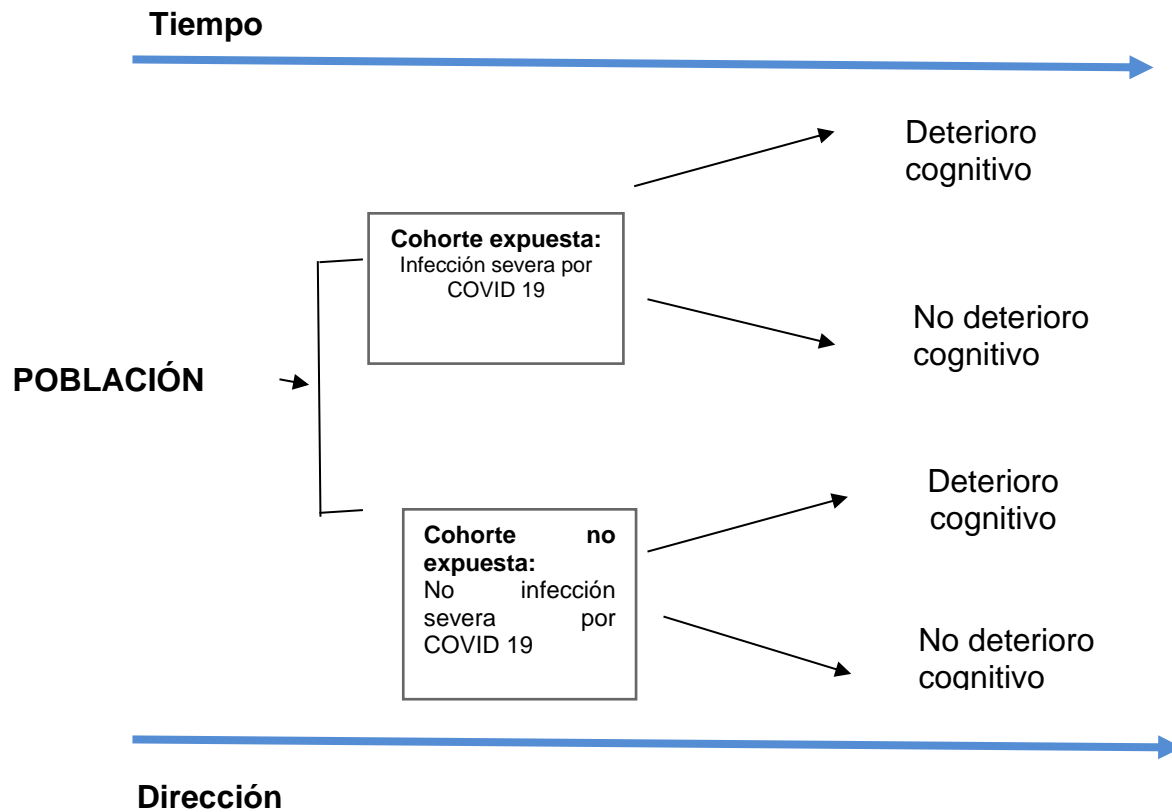 Tiempo
Deterioro
cognitivo
Cohorte expuesta:
Infección severa por
COVID 19
No deterioro
cognitivo
POBLACIÓN
Deterioro
cognitivo
Cohorte no
expuesta:
No infección
severa por
COVID 19
No deterioro
cognitivo
Dirección